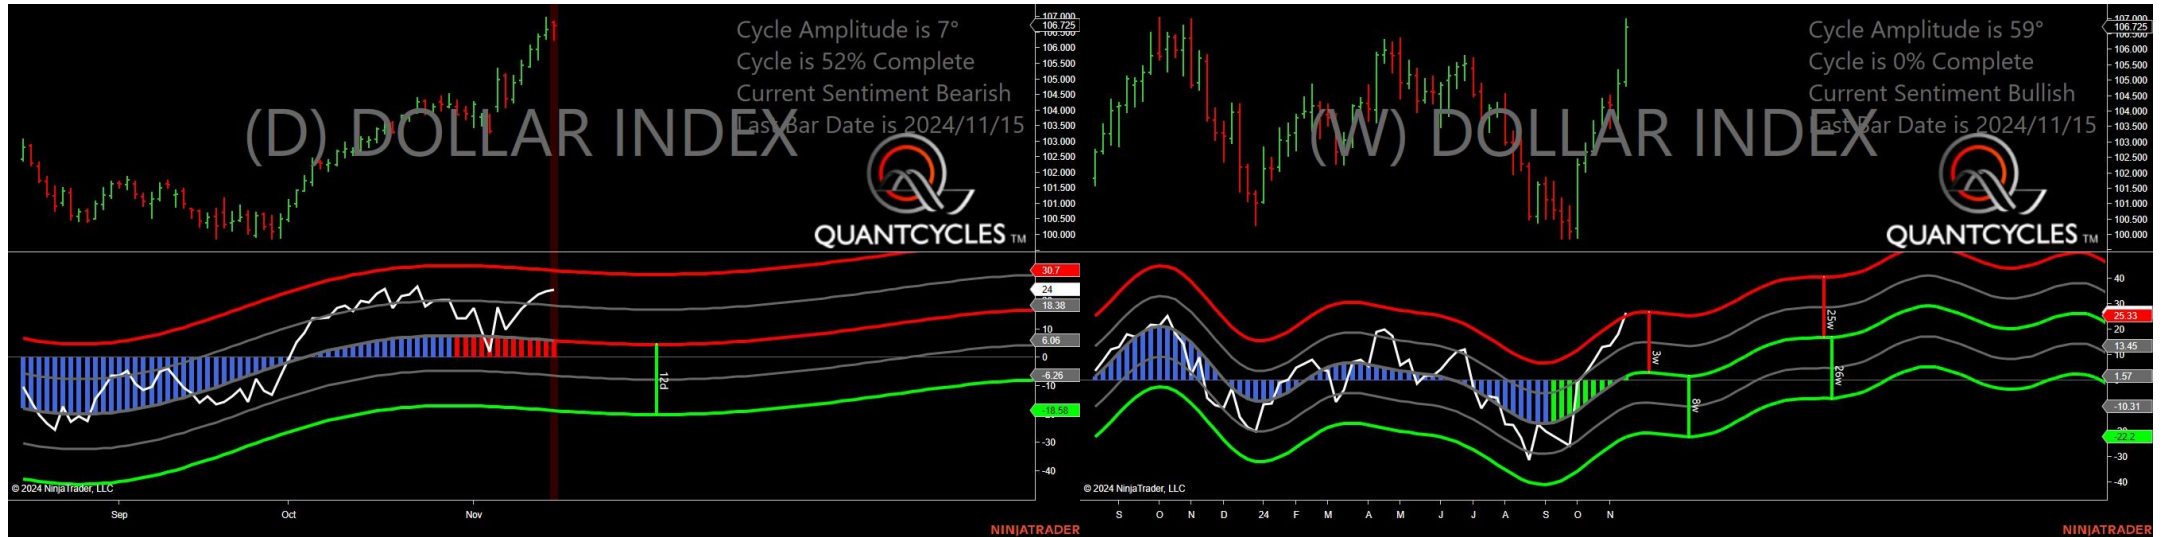 Cycle Amplitude is 7°
Cycle is 52% Complete
Current Sentiment Bearish
Last Bar Date is 2024/11/15
(D) DOLLAR INDEX
QUANTCYCLES TM
107.000
106.725
106.500
106.000
105.500
105.000
104.500
104.000
103.500
103.000
102.500
102.000
101.500
101.000
100.500
100.000
30.7
24
18.38
10
6.06
0
-6.26
-10
-18.58
-30
-40
12d
© 2024 NinjaTrader, LLC
Sep
Oct
Nov
NINJATRADER
Cycle Amplitude is 59°
Cycle is 0% Complete
Current Sentiment Bullish
Last Bar Date is 2024/11/15
(W) DOLLAR INDEX
QUANTCYCLES TM
107.000
106.725
106.500
106.000
105.500
105.000
104.500
104.000
103.500
103.000
102.500
102.000
101.500
101.000
100.500
100.000
40
30
25.33
20
13.45
10
1.57
-10.31
-22.2
-30
-40
3w
8w
25w
26w
© 2024 NinjaTrader, LLC
S O N D 24 F M A M J J A S O N
NINJATRADER